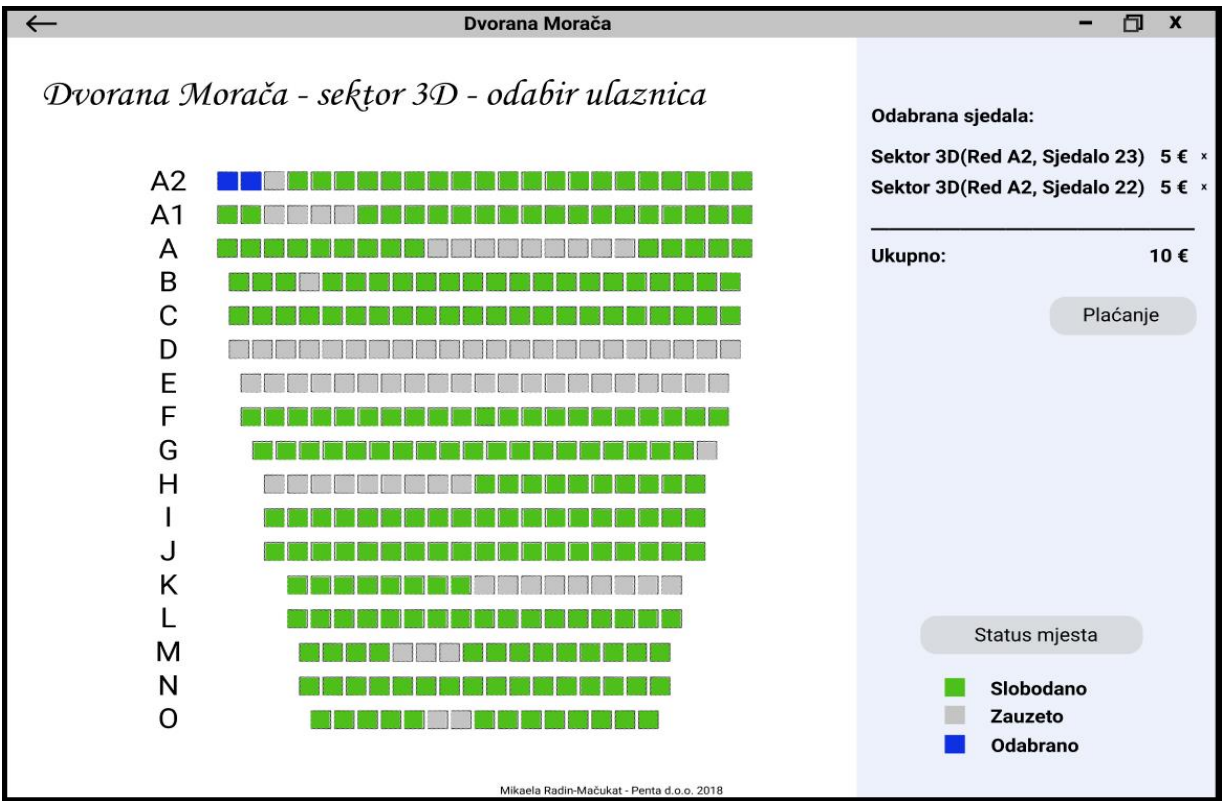 Dvorana Morača
X
Dvorana Morača - sektor 3D - odabir ulaznica
A2
A1
A
B
C
D
E
F
G
H
I
J
K
L
M
N
O
Mikaela Radin-Mačukat - Penta d.o.o. 2018
Odabrana sjedala:
Sektor 3D(Red A2, Sjedalo 23) 5 € x
Sektor 3D(Red A2, Sjedalo 22) 5 € x
Ukupno: 10 €
Plaćanje
Status mjesta
Slobodano
Zauzeto
Odabrano